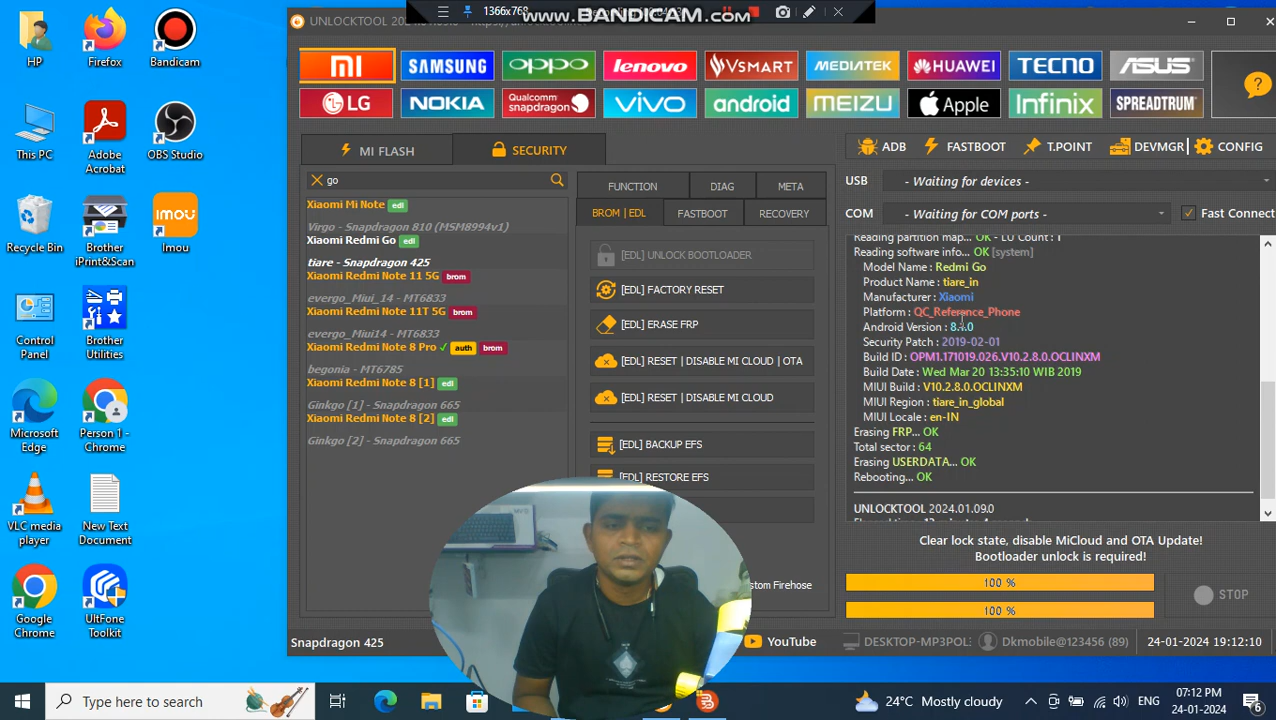 1366x768
www.BANDICAM.com
UNLOCKTOOL
HP
Firefox
Bandicam
mi
SAMSUNG
oppo
lenovo
VSMART
MEDIATEK
HUAWEI
TECNO
ASUS
LG
NOKIA
Qualcomm snapdragon
vivo
android
MEIZU
Apple
Infinix
SPREADTRUM
?
MI FLASH
SECURITY
ADB
FASTBOOT
T.POINT
DEVMGR
CONFIG
This PC
Adobe Acrobat
OBS Studio
go
FUNCTION
DIAG
META
USB
- Waiting for devices -
BROM | EDL
FASTBOOT
RECOVERY
COM
- Waiting for COM ports -
Fast Connect
Xiaomi Mi Note edl
Virgo - Snapdragon 810 (MSM8994v1)
Xiaomi Redmi Go edl
tiare - Snapdragon 425
Xiaomi Redmi Note 11 5G brom
evergo_Miui_14 - MT6833
Xiaomi Redmi Note 11T 5G brom
evergo_Miui14 - MT6833
Xiaomi Redmi Note 8 Pro ✓ auth brom
begonia - MT6785
Xiaomi Redmi Note 8 [1] edl
Ginkgo [1] - Snapdragon 665
Xiaomi Redmi Note 8 [2] edl
Ginkgo [2] - Snapdragon 665
[EDL] UNLOCK BOOTLOADER
[EDL] FACTORY RESET
[EDL] ERASE FRP
[EDL] RESET | DISABLE MI CLOUD | OTA
[EDL] RESET | DISABLE MI CLOUD
[EDL] BACKUP EFS
[EDL] RESTORE EFS
Reading partition map... OK - LU Count : 1
Reading software info... OK [system]
Model Name : Redmi Go
Product Name : tiare_in
Manufacturer : Xiaomi
Platform : QC_Reference_Phone
Android Version : 8.1.0
Security Patch : 2019-02-01
Build ID : OPM1.171019.026.V10.2.8.0.OCLINXM
Build Date : Wed Mar 20 13:35:10 WIB 2019
MIUI Build : V10.2.8.0.OCLINXM
MIUI Region : tiare_in_global
MIUI Locale : en-IN
Erasing FRP... OK
Total sector : 64
Erasing USERDATA... OK
Rebooting... OK
UNLOCKTOOL 2024.01.09.0
Clear lock state, disable MiCloud and OTA Update!
Bootloader unlock is required!
100 %
100 %
STOP
stom Firehose
Recycle Bin
Brother iPrint&Scan
Imou
Control Panel
Brother Utilities
Microsoft Edge
Person 1 - Chrome
VLC media player
New Text Document
Google Chrome
UltFone Toolkit
Snapdragon 425
YouTube
DESKTOP-MP3POL
Dkmobile@123456 (89)
24-01-2024 19:12:10
Type here to search
24°C Mostly cloudy
ENG
07:12 PM
24-01-2024
6